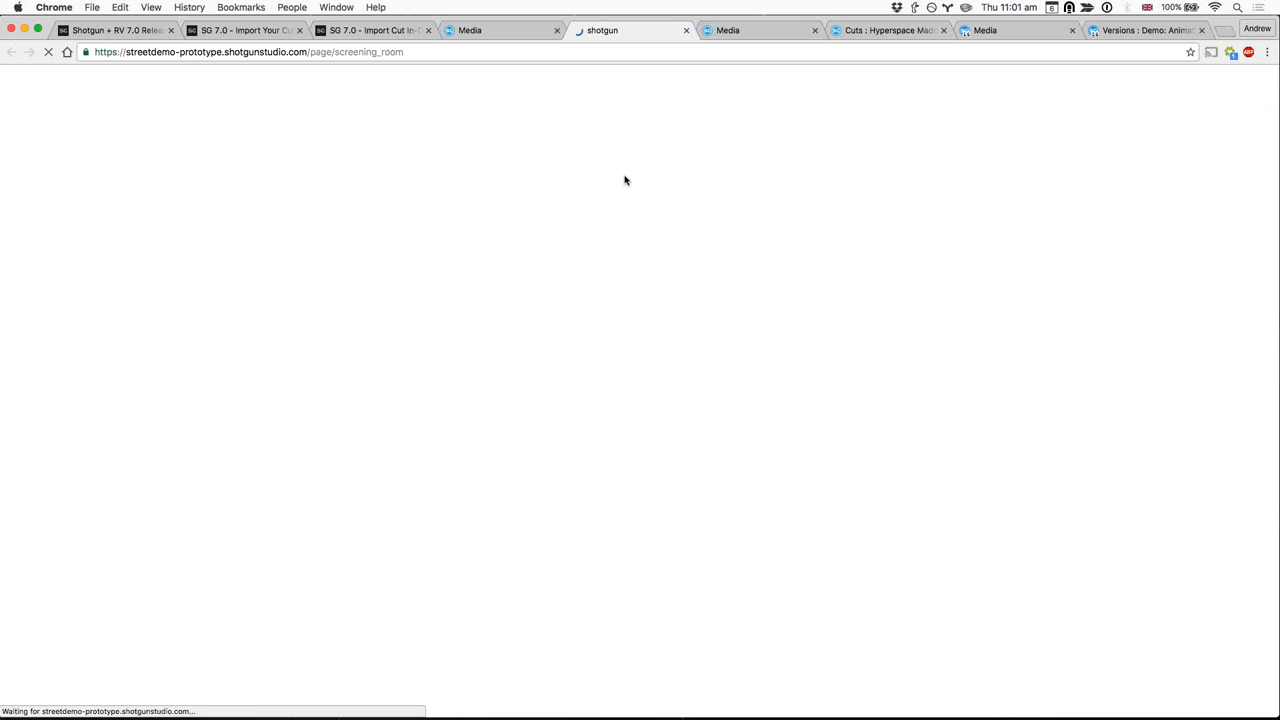 Chrome File Edit View History Bookmarks People Window Help Thu 11:01 am 100%
Shotgun + RV 7.0 Relea SG 7.0 - Import Your Cu SG 7.0 - Import Cut In-D Media shotgun Media Cuts : Hyperspace Mad Media Versions : Demo: Anima Andrew
https://streetdemo-prototype.shotgunstudio.com/page/screening_room
Waiting for streetdemo-prototype.shotgunstudio.com...